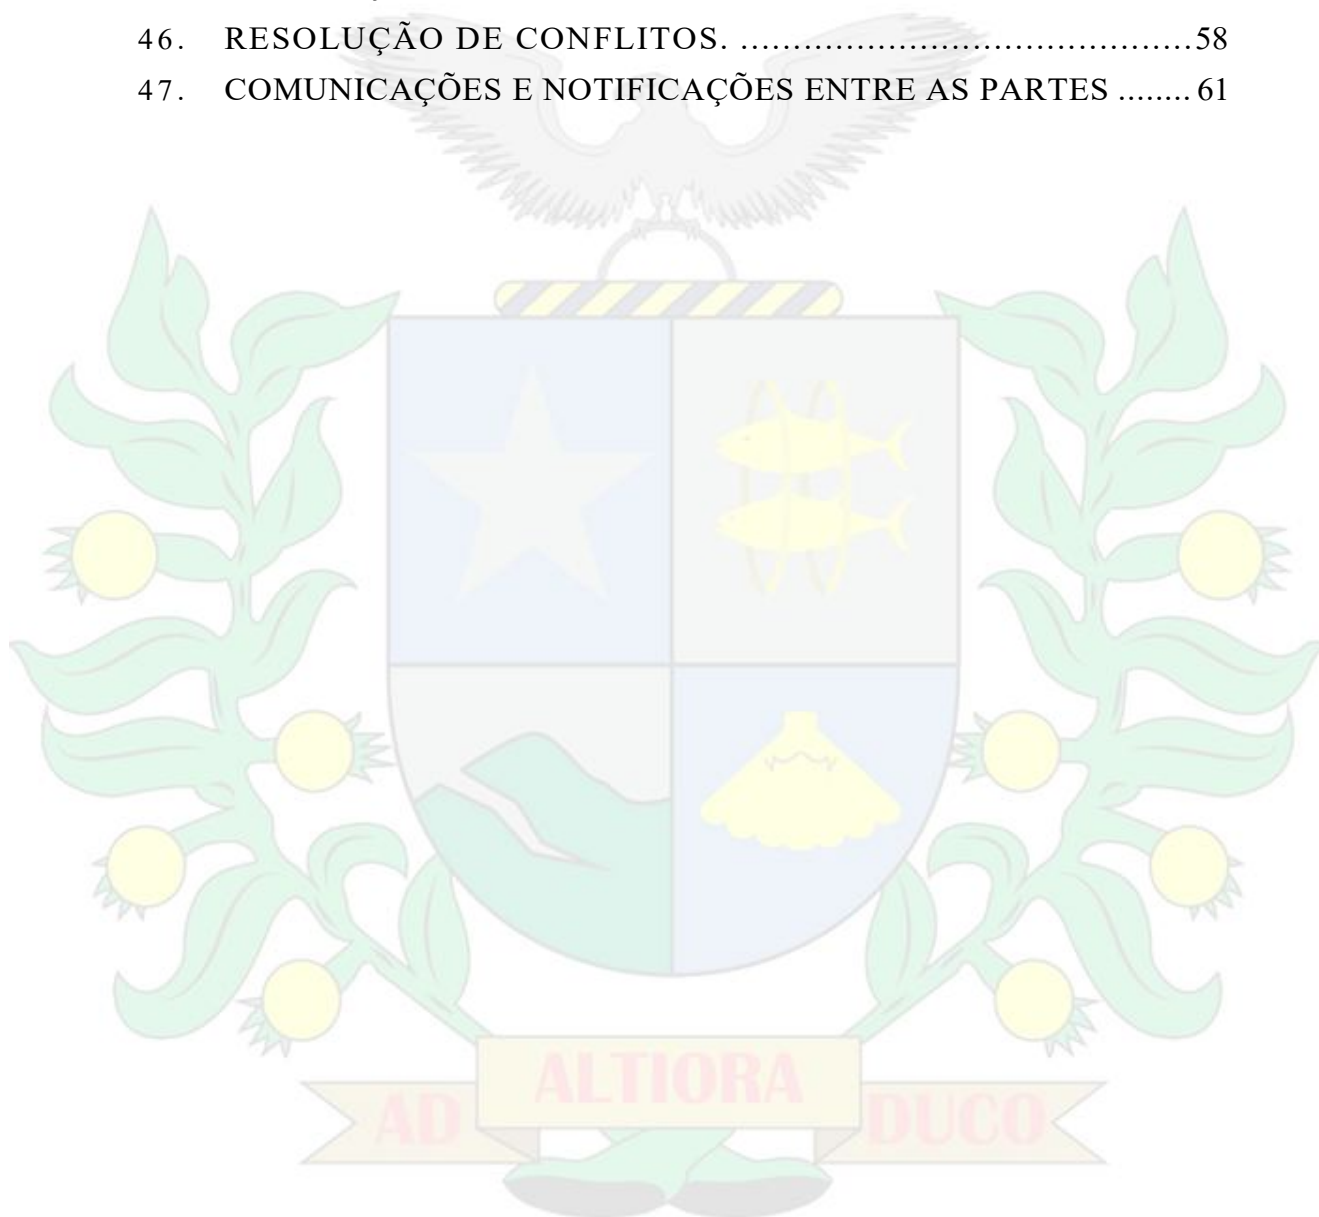 46. RESOLUÇÃO DE CONFLITOS. ...........................................58
47. COMUNICAÇÕES E NOTIFICAÇÕES ENTRE AS PARTES ........ 61
ALTIORA
AD DUCO